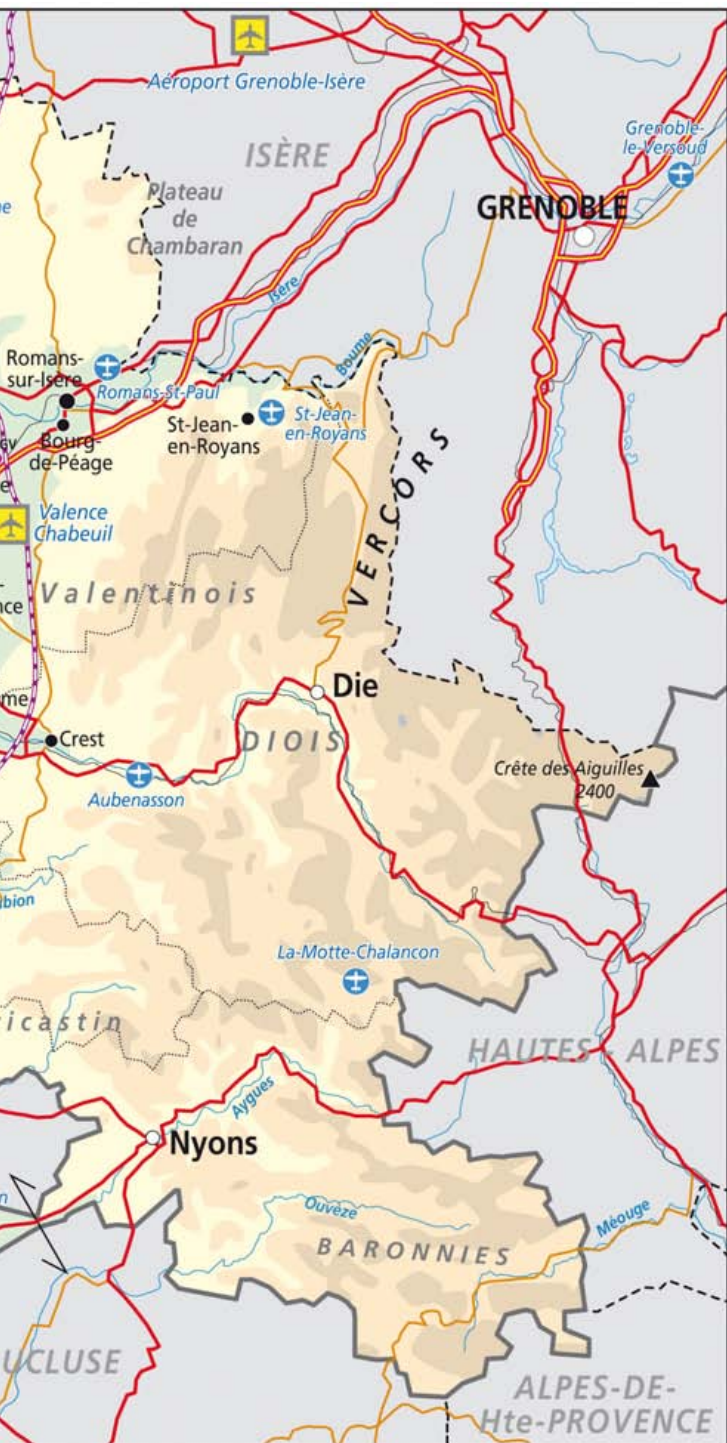 Aéroport Grenoble-Isère
Grenoble-
le-Versoud
ISÈRE
Plateau
de
Chambaran
GRENOBLE
Isère
Bourne
Romans-
sur-Isère
Romans-St-Paul
St-Jean-
en-Royans
St-Jean-
en-Royans
Bourg-
de-Péage
VERCORS
Valence
Chabeuil
Valentinois
Die
Crest
DIOIS
Crête des Aiguilles
2400
Aubenasson
La-Motte-Chalancon
icastin
HAUTES - ALPES
Aygues
Nyons
Ouvèze
Méouge
BARONNIES
UCLUSE
ALPES-DE-
Hte-PROVENCE